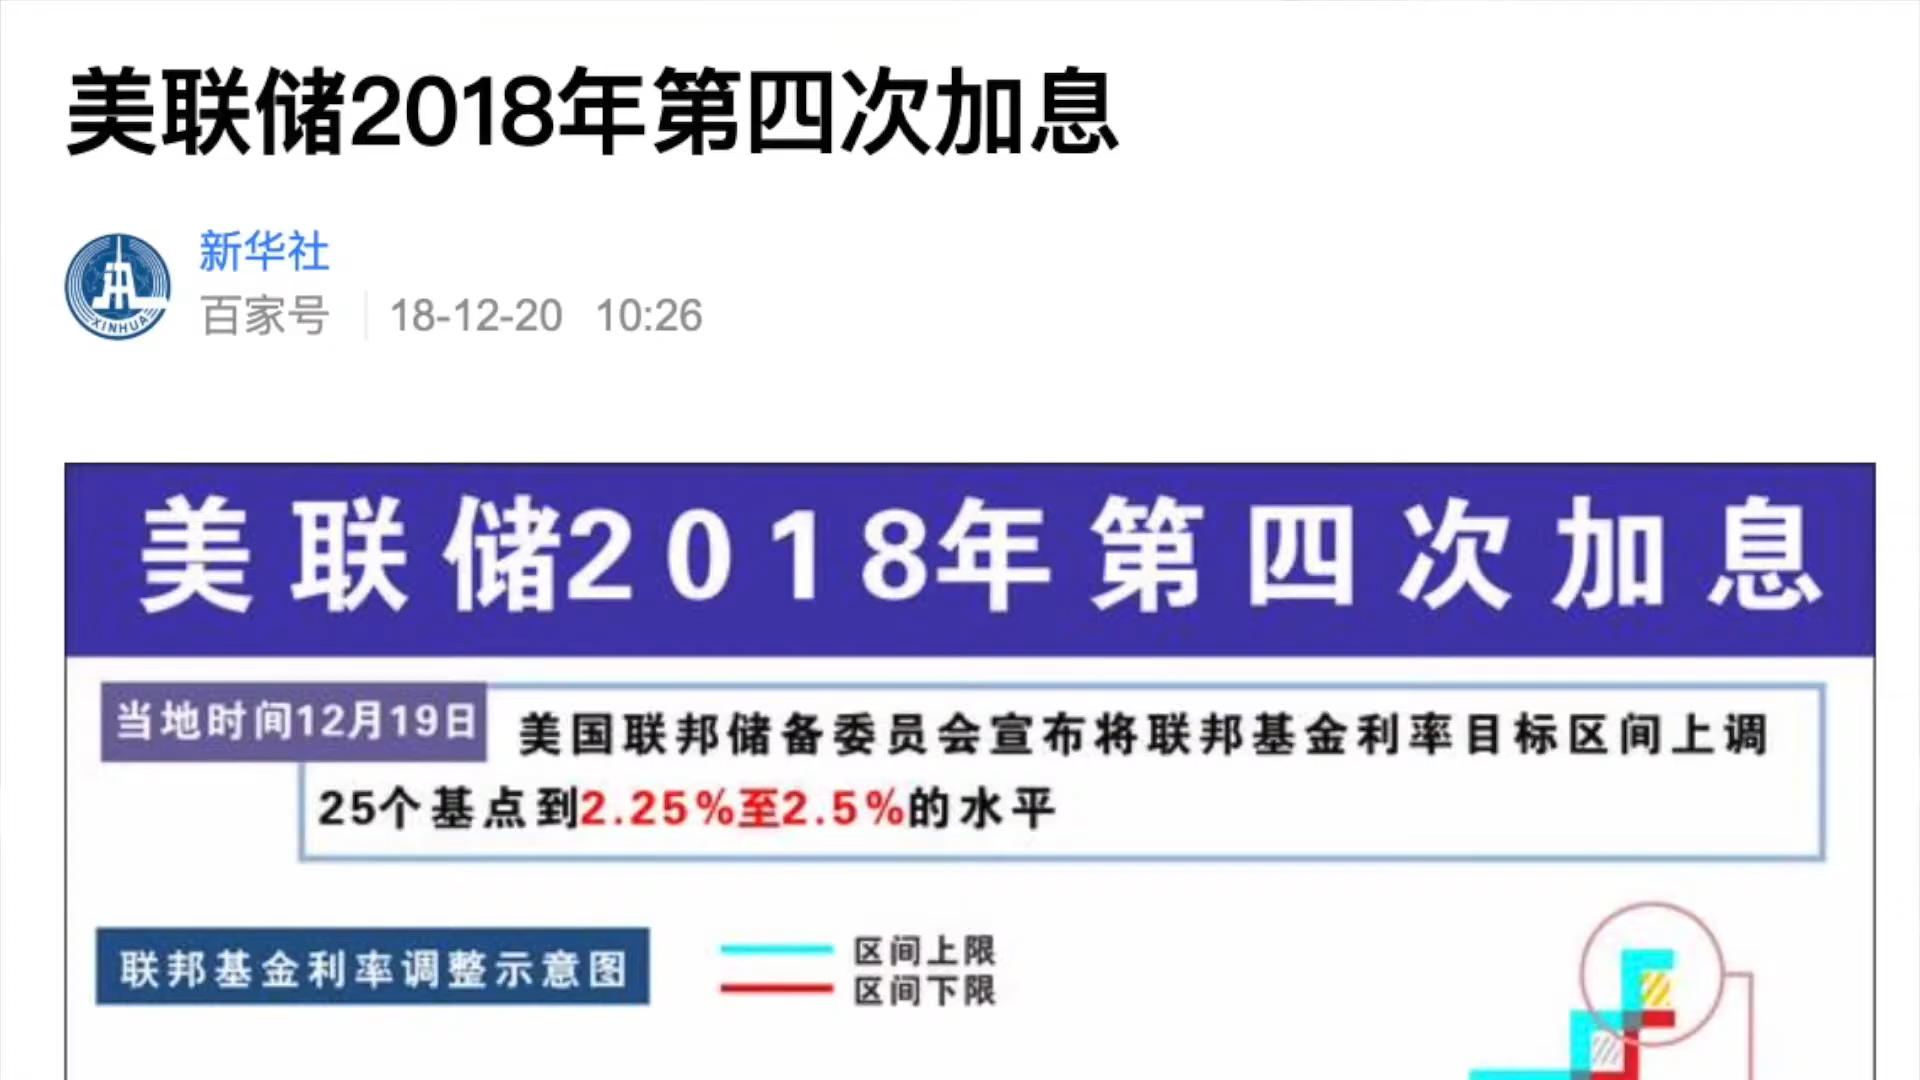 美联储2018年第四次加息
新华社
百家号 18-12-20 10:26
XINHUA
美联储2018年第四次加息
当地时间12月19日 美国联邦储备委员会宣布将联邦基金利率目标区间上调
25个基点到2.25%至2.5%的水平
联邦基金利率调整示意图
区间上限
区间下限